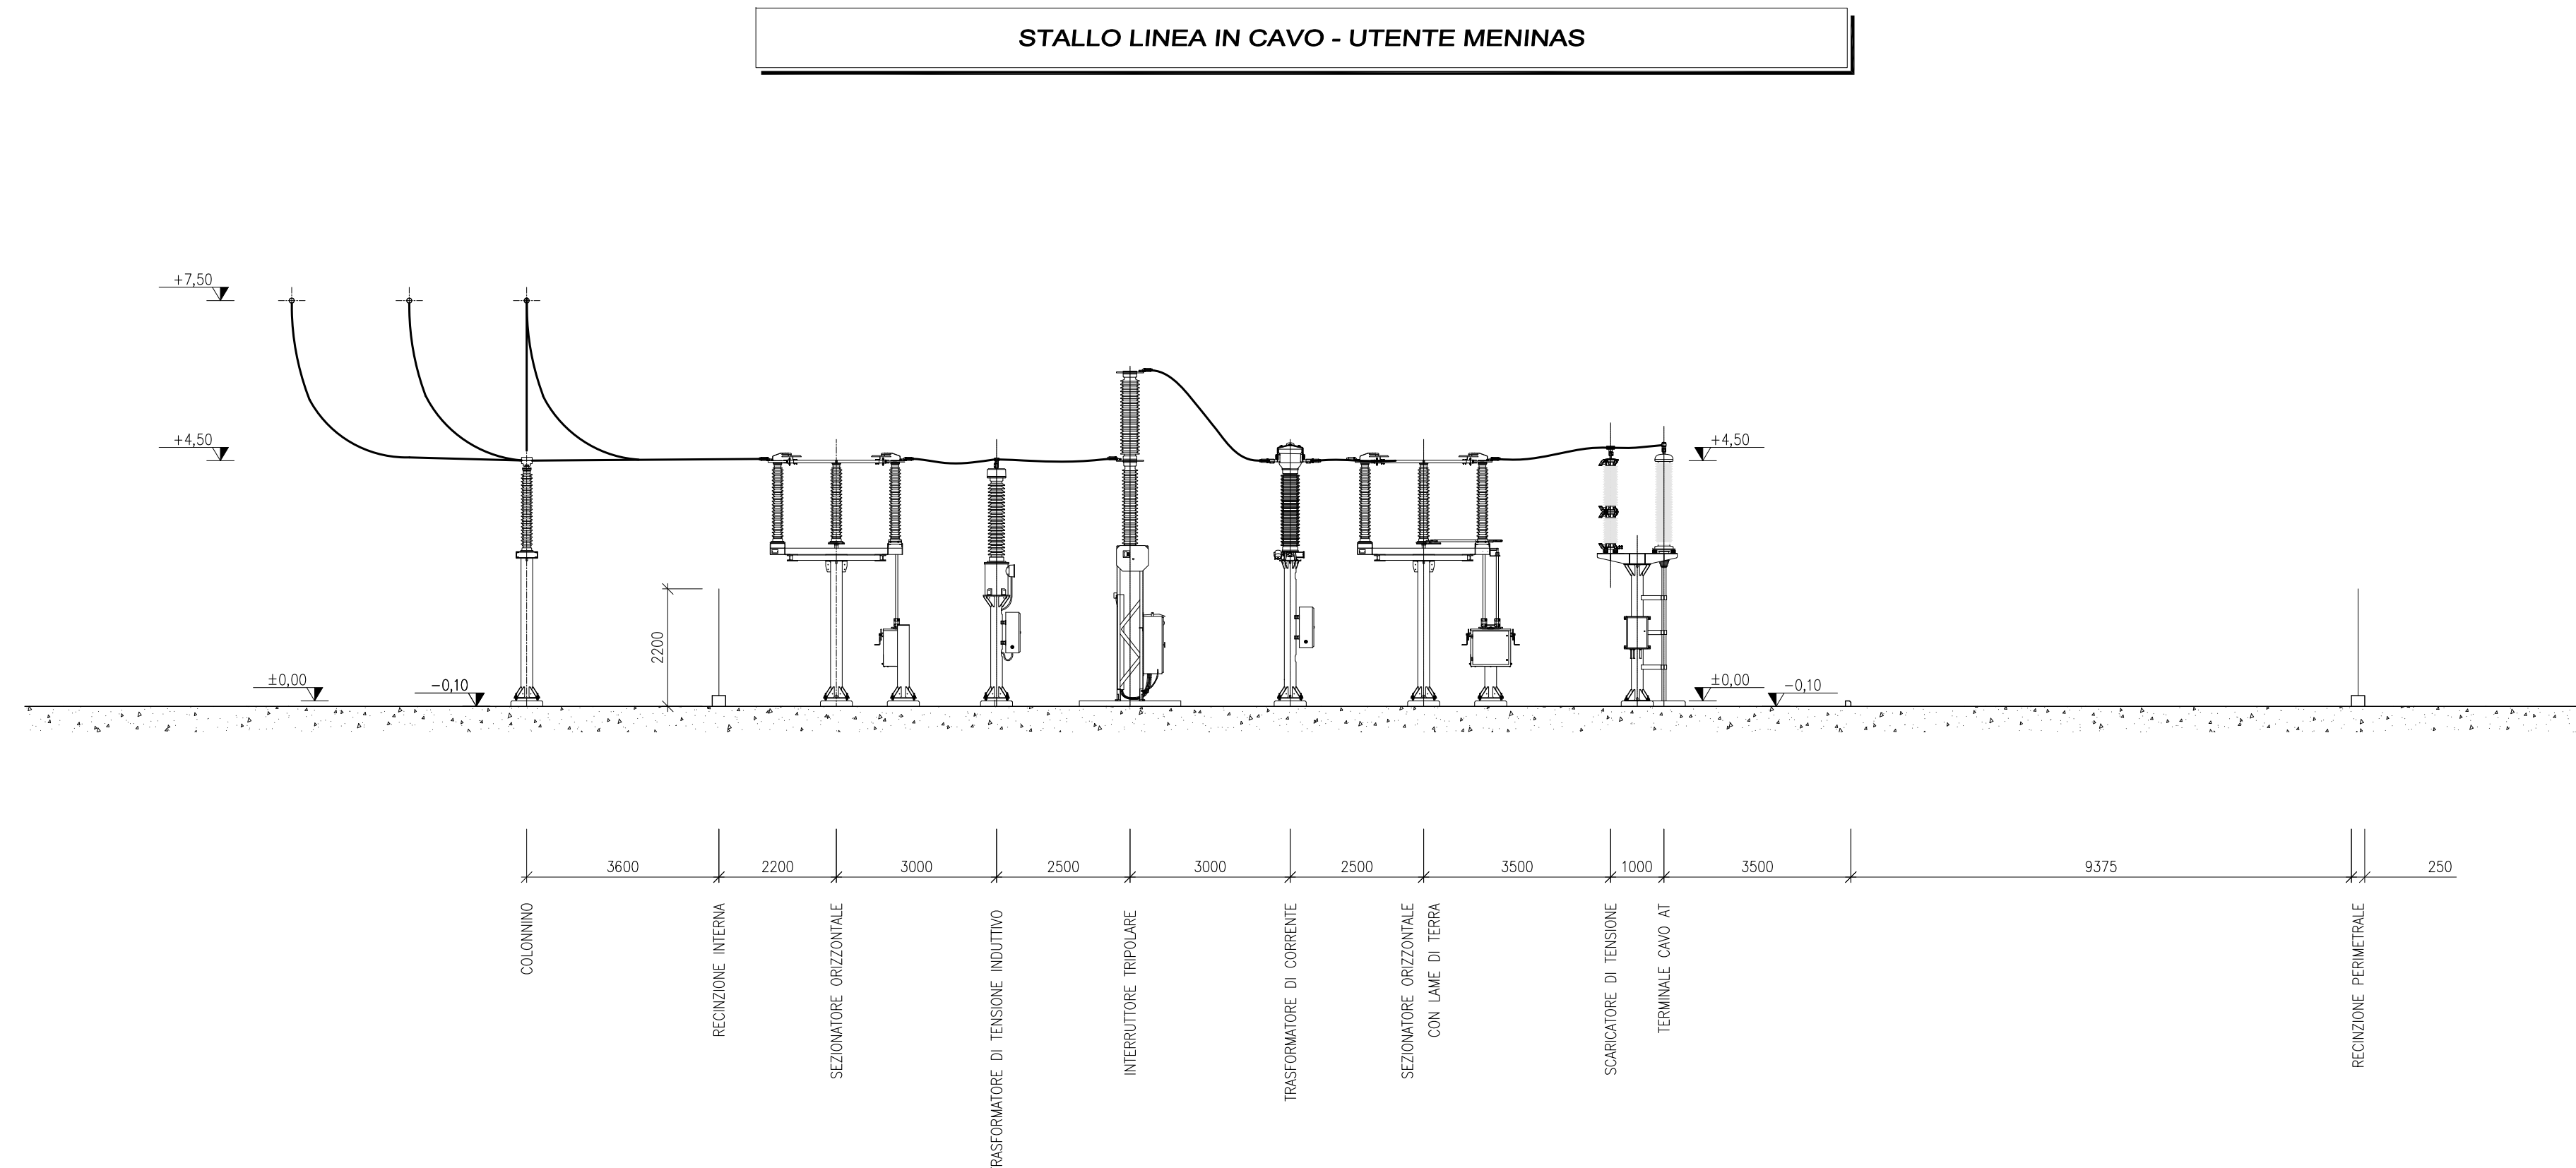 STALLO LINEA IN CAVO - UTENTE MENINAS
+7,50
+4,50
+4,50
2200
±0,00
-0,10
±0,00
-0,10
3600
2200
3000
2500
3000
2500
3500
1000
3500
9375
250
COLONNINO
RECINZIONE INTERNA
SEZIONATORE ORIZZONTALE
RASFORMATORE DI TENSIONE INDUTTIVO
INTERRUTTORE TRIPOLARE
TRASFORMATORE DI CORRENTE
SEZIONATORE ORIZZONTALE
CON LAME DI TERRA
SCARICATORE DI TENSIONE
TERMINALE CAVO AT
RECINZIONE PERIMETRALE